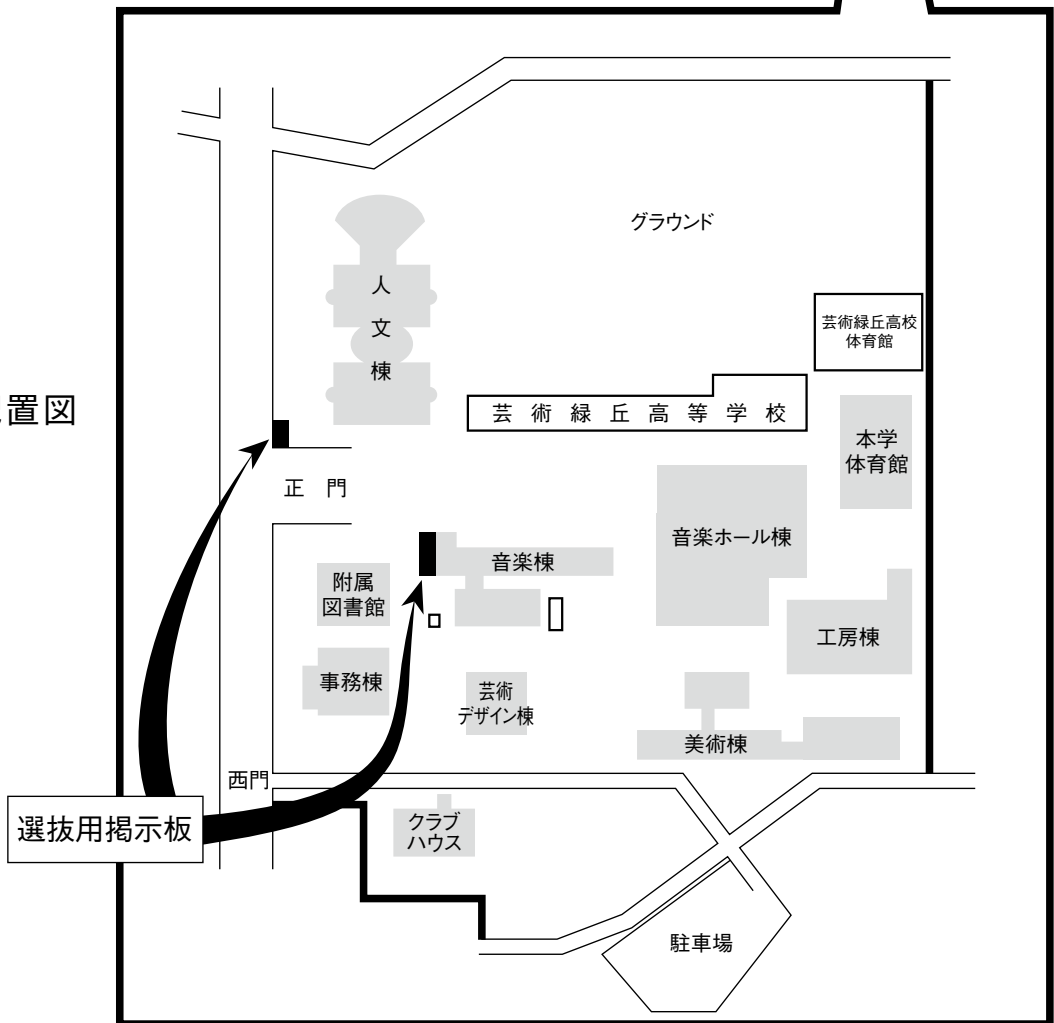 グラウンド
人
文
棟
芸術緑丘高校
体育館
置図
芸術緑丘高等学校
本学
体育館
正 門
音楽ホール棟
音楽棟
附属
図書館
工房棟
事務棟
芸術
デザイン棟
美術棟
西門
選抜用掲示板
クラブ
ハウス
駐車場